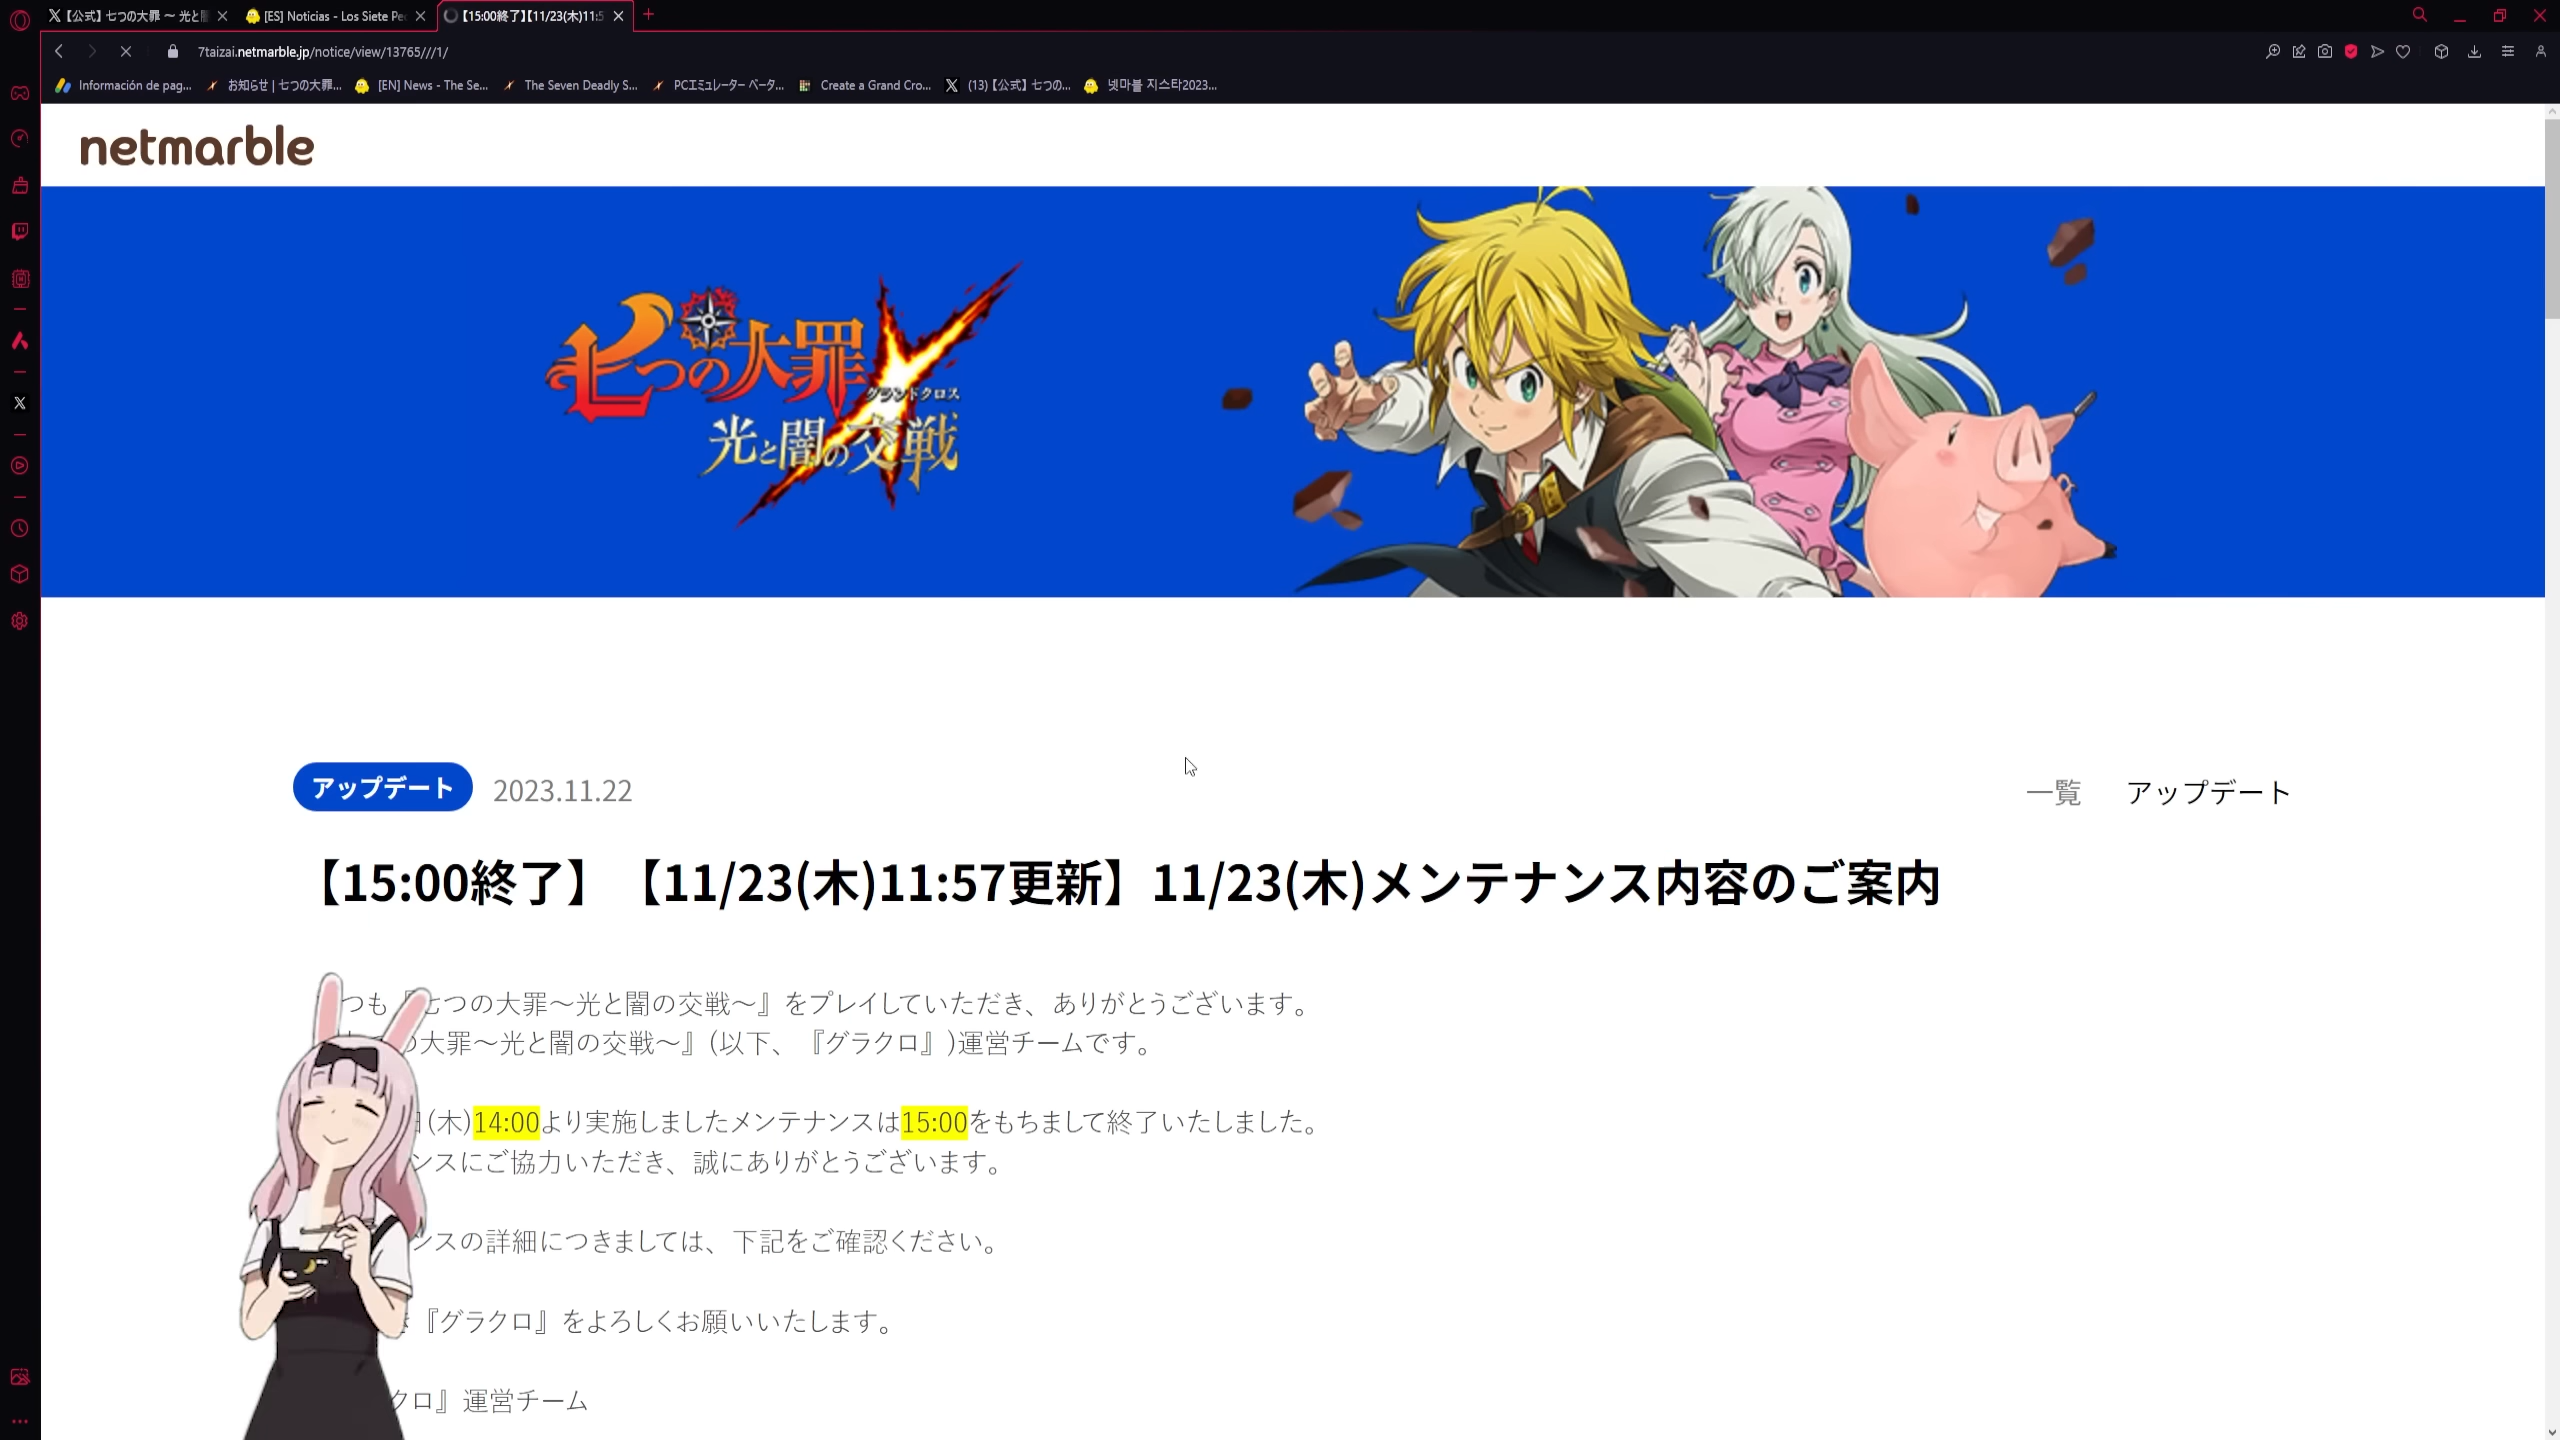 【公式】七つの大罪 ～ 光と
[ES] Noticias - Los Siete Pe
【15:00終了】【11/23(木)11:5
7taizai.netmarble.jp/notice/view/13765///1/
Información de pag...
お知らせ | 七つの大罪...
[EN] News - The Se...
The Seven Deadly S...
PCエミュレーター ベータ...
Create a Grand Cro...
(13)【公式】七つの...
넷마블 지스타2023...
netmarble
七つの大罪
グランドクロス
光と闇の交戦
アップデート
2023.11.22
一覧
アップデート
【15:00終了】【11/23(木)11:57更新】11/23(木)メンテナンス内容のご案内
つも『七つの大罪～光と闇の交戦～』をプレイしていただき、ありがとうございます。
の大罪～光と闇の交戦～』(以下、『グラクロ』)運営チームです。
(木)14:00より実施しましたメンテナンスは15:00をもちまして終了いたしました。
ンスにご協力いただき、誠にありがとうございます。
ンスの詳細につきましては、下記をご確認ください。
『グラクロ』をよろしくお願いいたします。
クロ』運営チーム